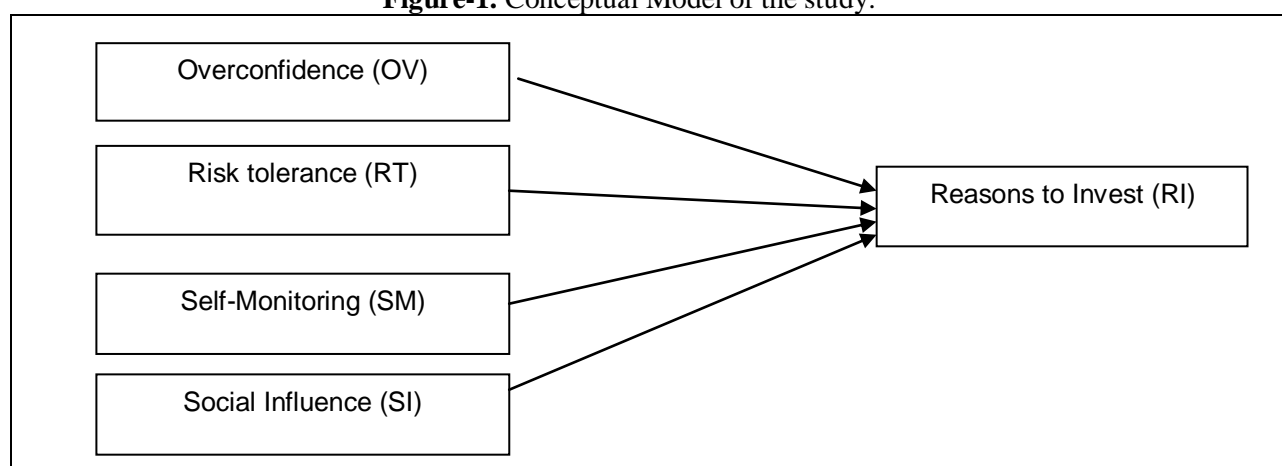 Figure-1. Conceptual Model of the study.
Overconfidence (OV)
Risk tolerance (RT)
Reasons to Invest (RI)
Self-Monitoring (SM)
Social Influence (SI)